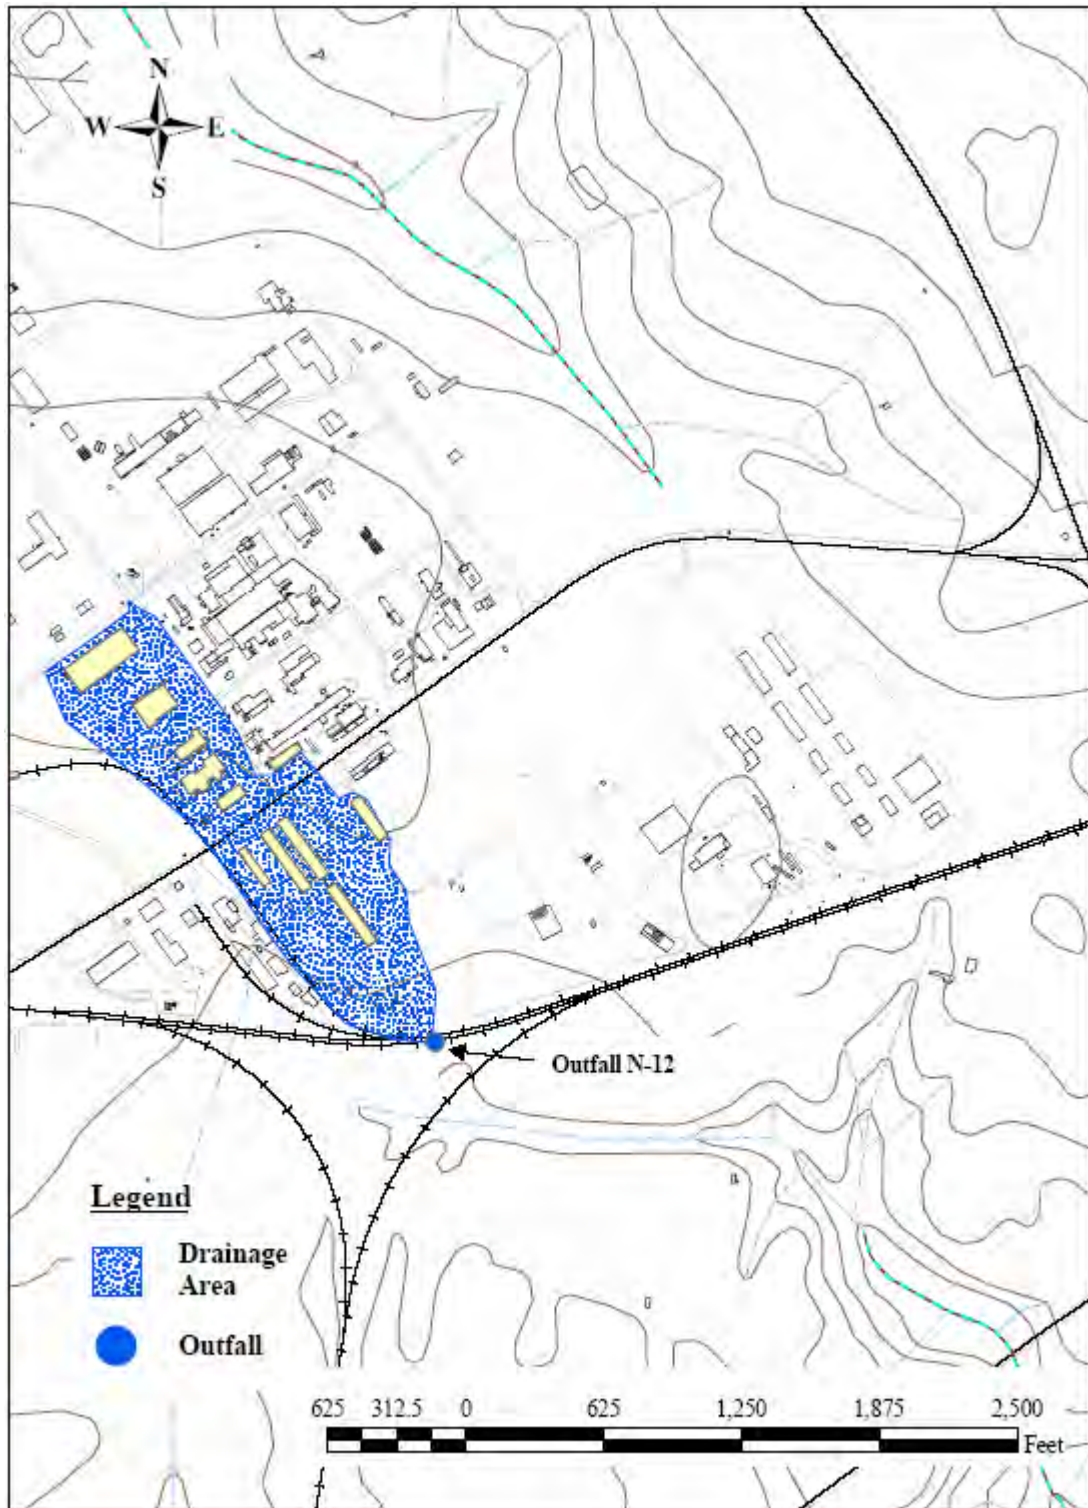 N
W E
S
Outfall N-12
Legend
Drainage
Area
Outfall
625 312.5 0 625 1,250 1,875 2,500
Feet